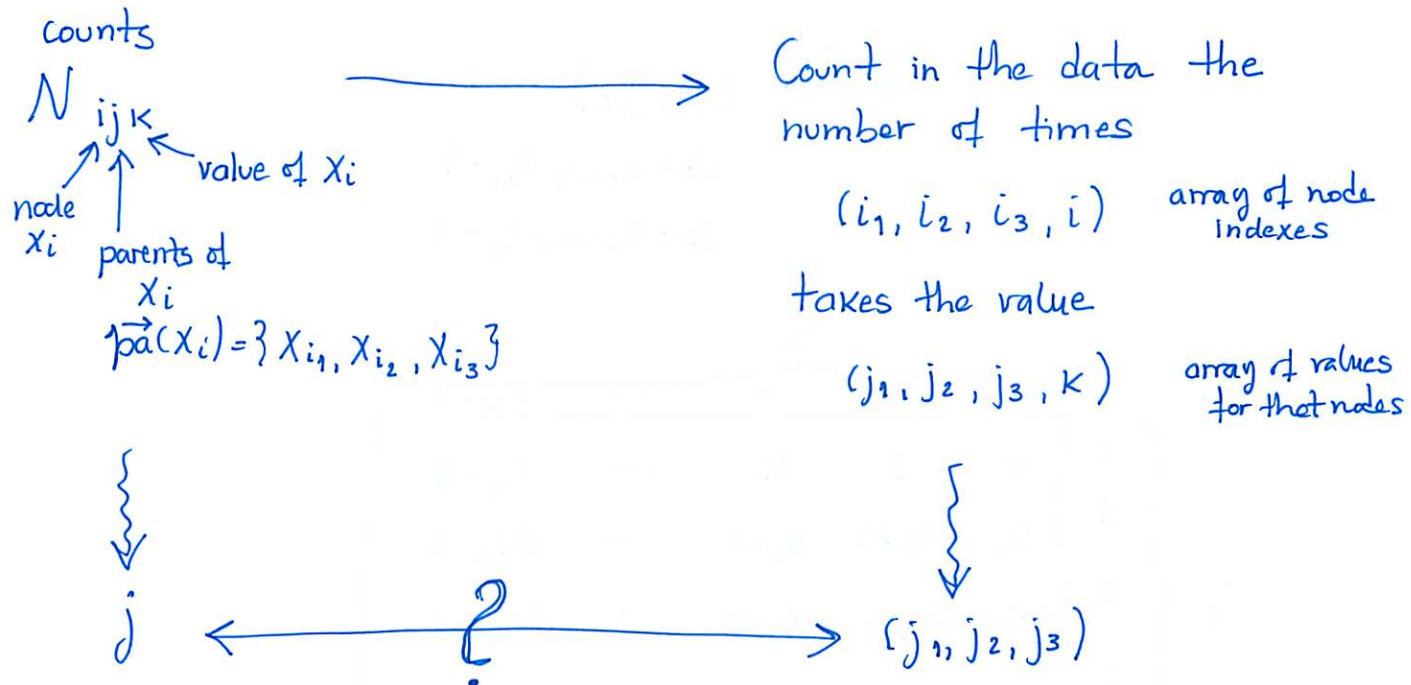 counts
N ijk
value of Xi
node
Xi
parents of
Xi
pa(Xi)=} Xi1, Xi2, Xi3}
Count in the data the
number of times
(i1, i2, i3, i) array of node
indexes
takes the value
(j1, j2, j3, k) array of values
for that nodes
j ? (j1, j2, j3)